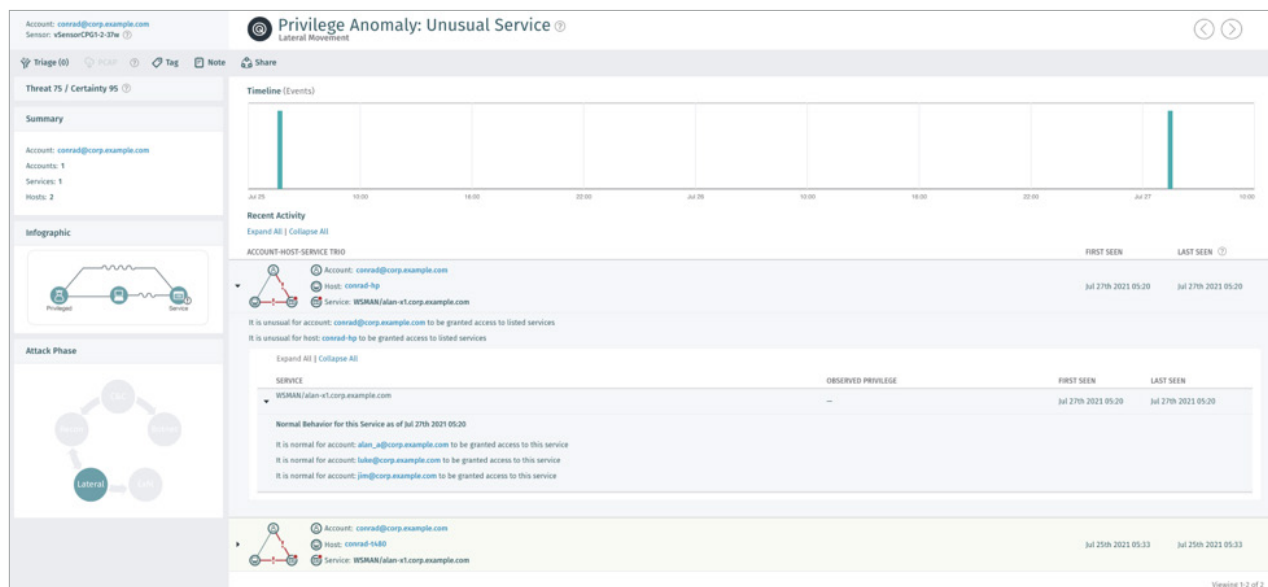 Account: conrad@corp.example.com
Sensor: vSensorCPG1-2-37w
Privilege Anomaly: Unusual Service
Lateral Movement
Triage (0) PCAP Tag Note Share
Threat 75 / Certainty 95
Summary
Account: conrad@corp.example.com
Accounts: 1
Services: 1
Hosts: 2
Infographic
Privileged Service
Attack Phase
C&C
Recon
Lateral
Exfil
Timeline (Events)
Jul 25 10:00 16:00 22:00 Jul 26 10:00 16:00 22:00 Jul 27 10:00
Recent Activity
Expand All | Collapse All
ACCOUNT-HOST-SERVICE TRIO FIRST SEEN LAST SEEN
Account: conrad@corp.example.com
Host: conrad-hp Jul 27th 2021 05:20 Jul 27th 2021 05:20
Service: WSMAN/alan-x1.corp.example.com
It is unusual for account: conrad@corp.example.com to be granted access to listed services
It is unusual for host: conrad-hp to be granted access to listed services
Expand All | Collapse All
SERVICE OBSERVED PRIVILEGE FIRST SEEN LAST SEEN
WSMAN/alan-x1.corp.example.com — Jul 27th 2021 05:20 Jul 27th 2021 05:20
Normal Behavior for this Service as of Jul 27th 2021 05:20
It is normal for account: alan_a@corp.example.com to be granted access to this service
It is normal for account: luke@corp.example.com to be granted access to this service
It is normal for account: jim@corp.example.com to be granted access to this service
Account: conrad@corp.example.com
Host: conrad-t480 Jul 25th 2021 05:33 Jul 25th 2021 05:33
Service: WSMAN/alan-x1.corp.example.com
Viewing 1-2 of 2